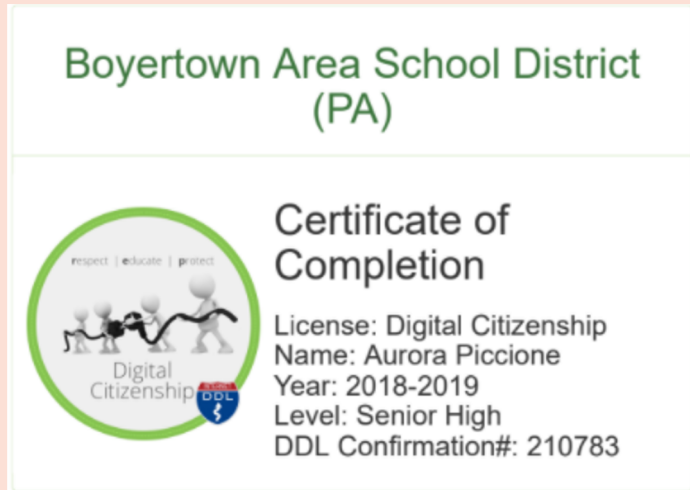 Boyertown Area School District
(PA)
respect | educate | protect
Digital
Citizenship
DDL
Certificate of
Completion
License: Digital Citizenship
Name: Aurora Piccione
Year: 2018-2019
Level: Senior High
DDL Confirmation#: 210783